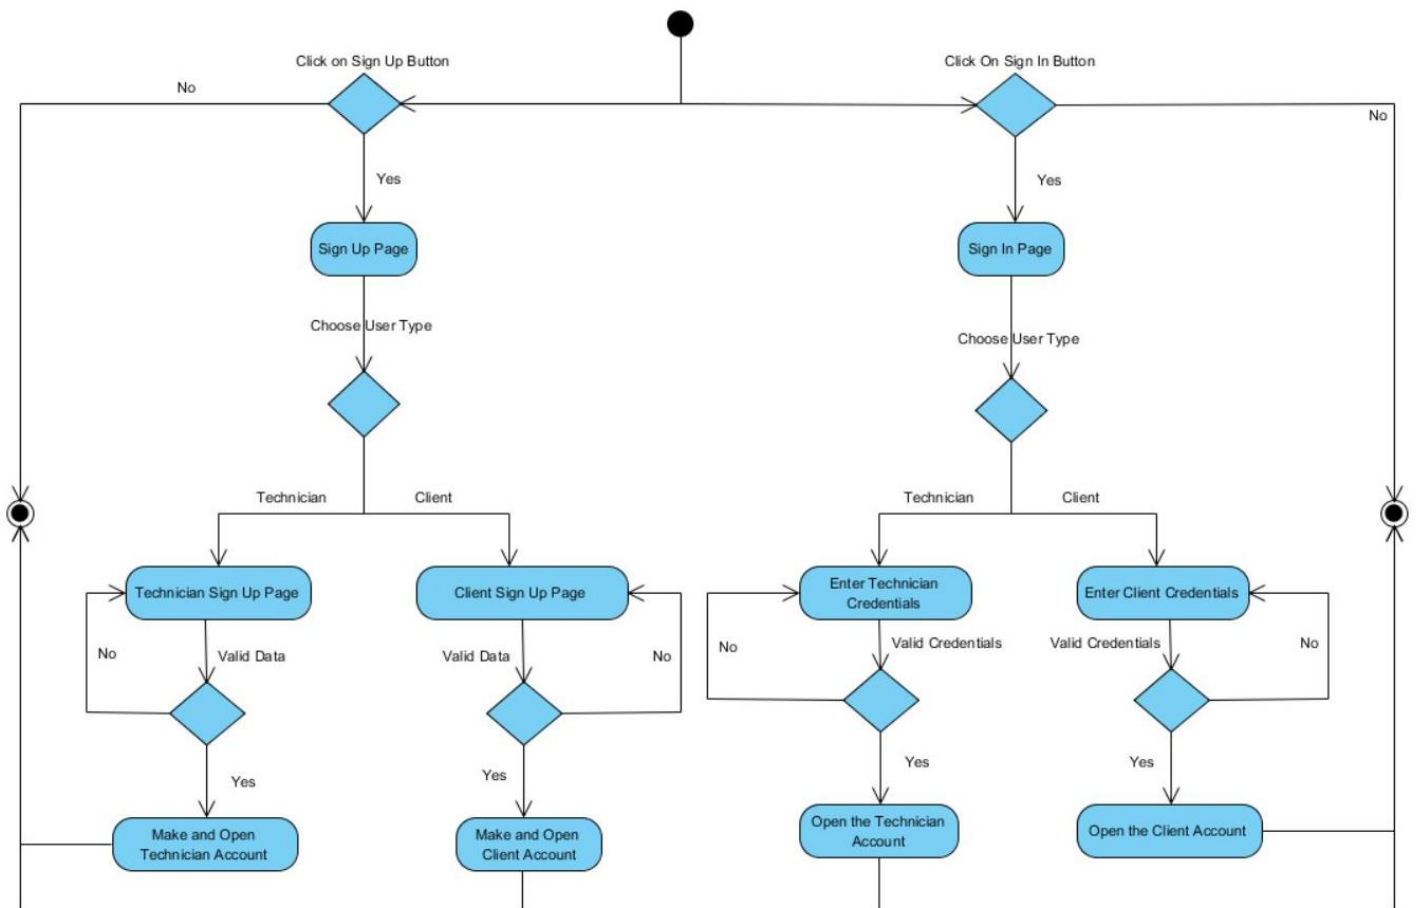 Click on Sign Up Button
Click On Sign In Button
No
No
Yes
Yes
Sign Up Page
Sign In Page
Choose User Type
Choose User Type
Technician
Client
Technician
Client
Technician Sign Up Page
Client Sign Up Page
Enter Technician
Credentials
Enter Client Credentials
No
Valid Data
Valid Data
No
No
Valid Credentials
Valid Credentials
No
Yes
Yes
Yes
Yes
Make and Open
Technician Account
Make and Open
Client Account
Open the Technician
Account
Open the Client Account